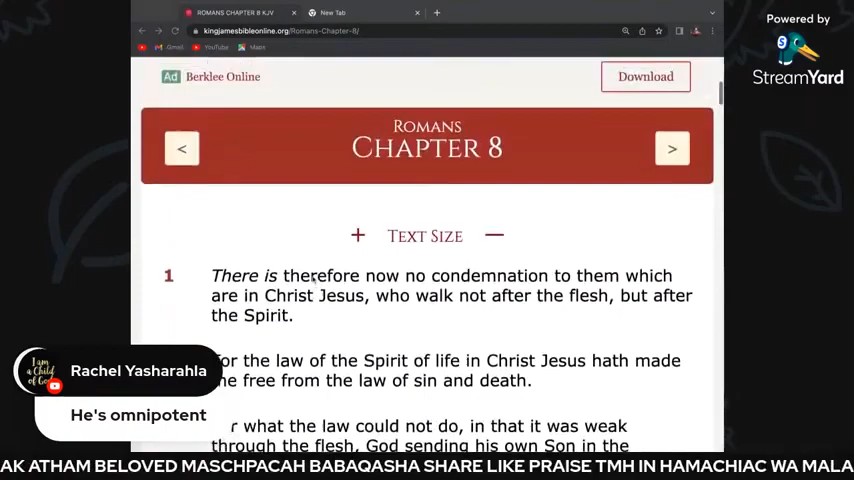 ROMANS CHAPTER 8 KJV
New Tab
kingjamesbibleonline.org/Romans-Chapter-8/
Gmail
YouTube
Maps
Powered by
StreamYard
Ad
Berklee Online
Download
<
ROMANS
CHAPTER 8
>
+ TEXT SIZE —
1 There is therefore now no condemnation to them which
are in Christ Jesus, who walk not after the flesh, but after
the Spirit.
for the law of the Spirit of life in Christ Jesus hath made
free from the law of sin and death.
what the law could not do, in that it was weak
through the flesh, God sending his own Son in the
I am
a Child
of God
Rachel Yasharahla
He's omnipotent
AK ATHAM BELOVED MASCHPACAH BABAQASHA SHARE LIKE PRAISE TMH IN HAMACHIAC WA MALA